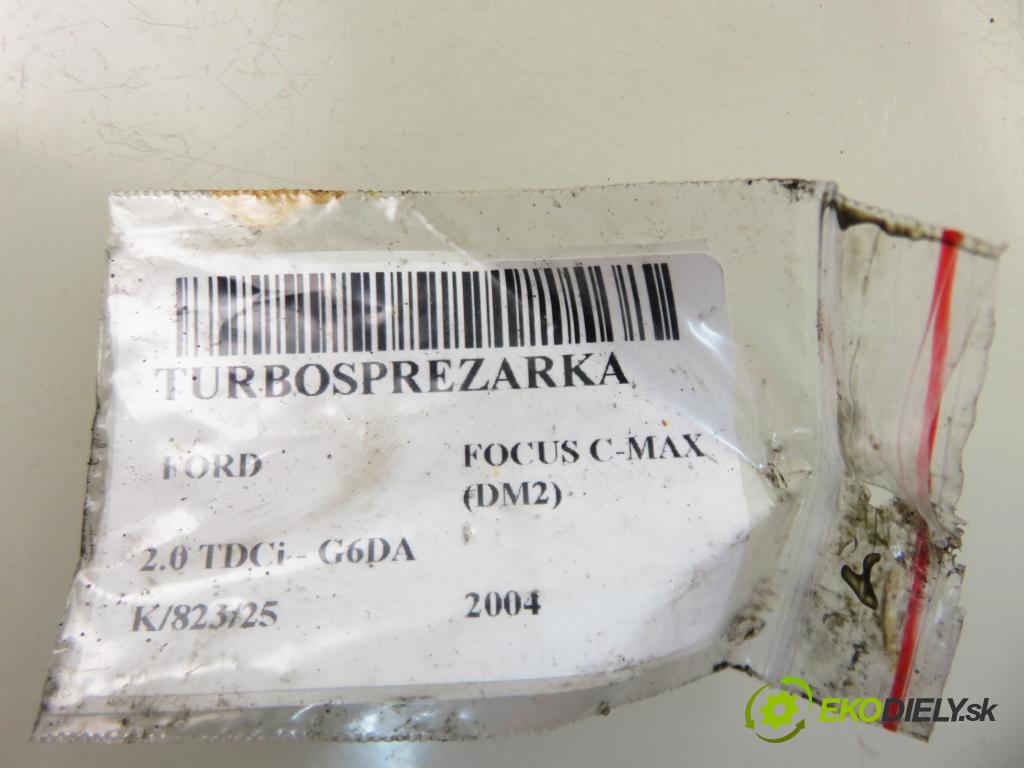 TURBOSPREZARKA
FORD
FOCUS C-MAX
(DM2)
2.0 TDCi - G6DA
K/823/25
2004
EKODIELY.sk